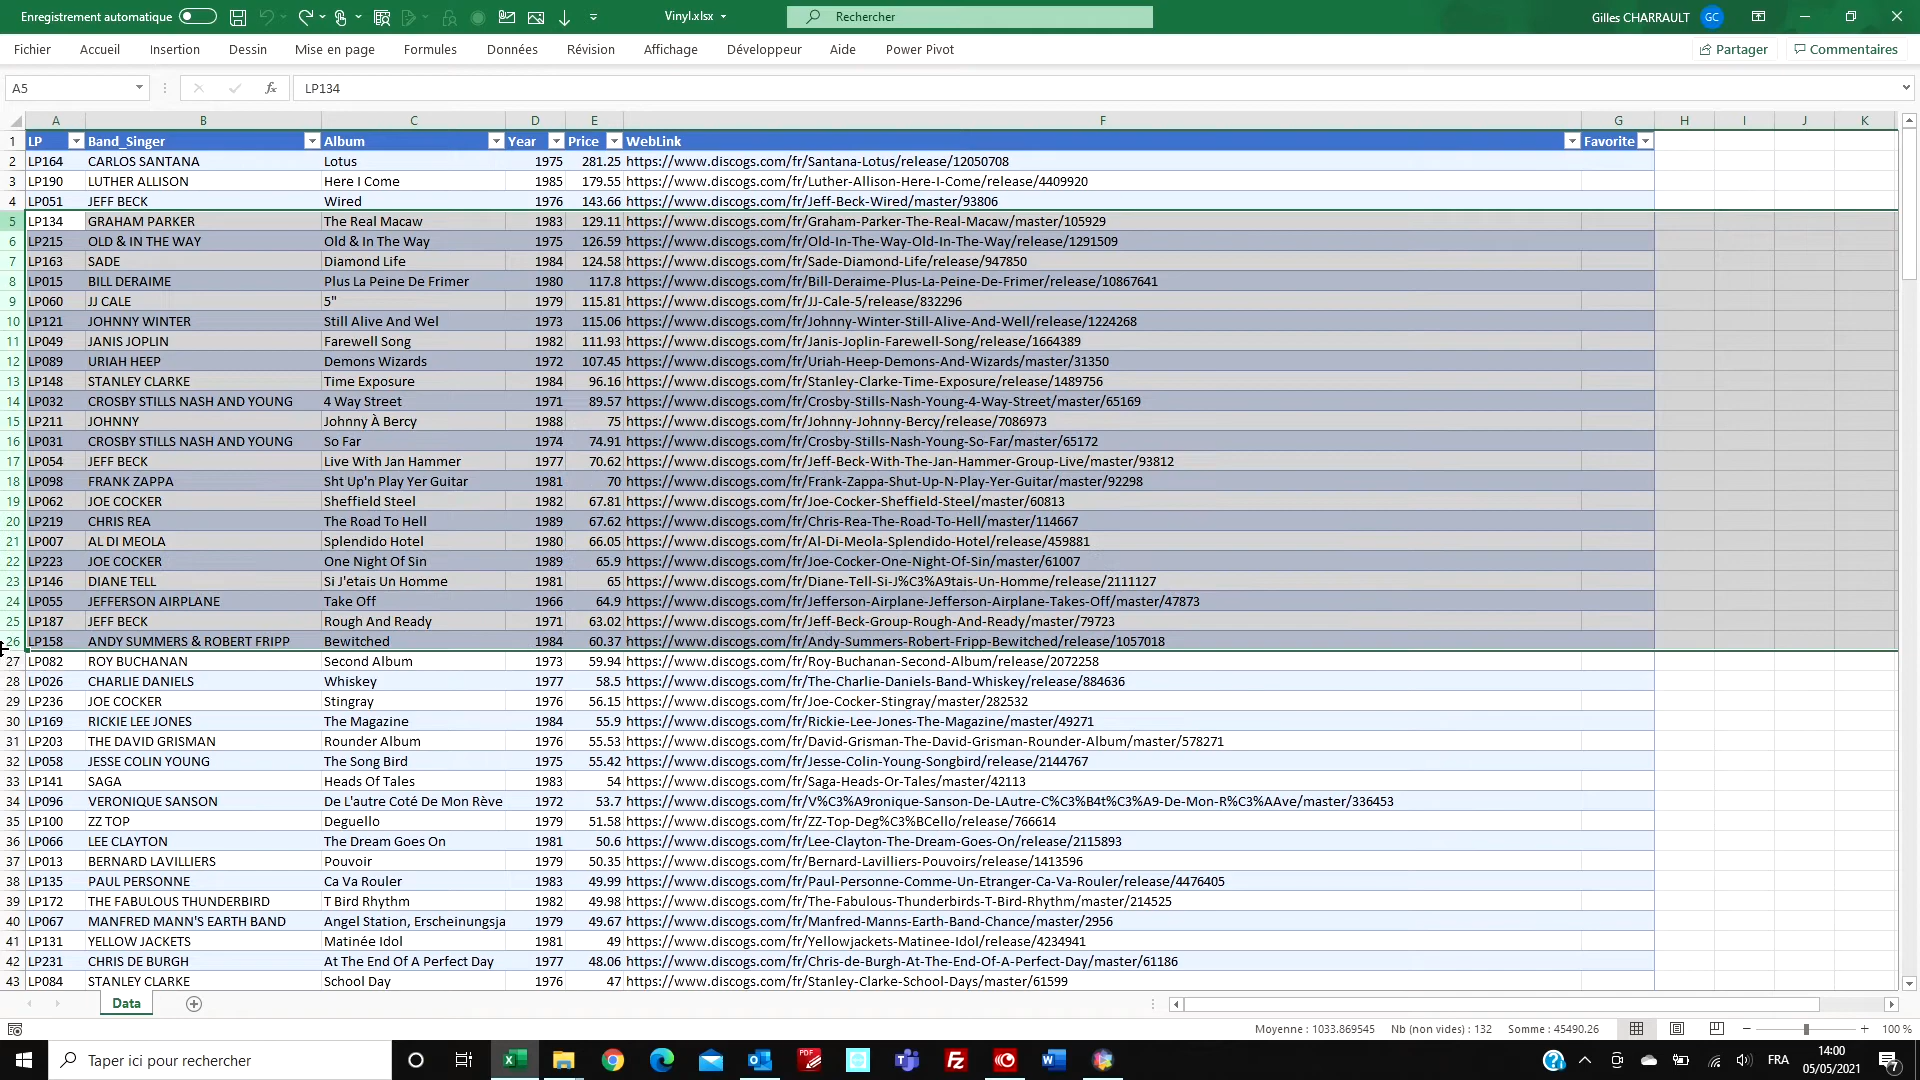 Enregistrement automatique Vinyl.xlsx Rechercher Gilles CHARRAULT GC
Fichier Accueil Insertion Dessin Mise en page Formules Données Révision Affichage Développeur Aide Power Pivot Partager Commentaires
A5 fx LP134
A B C D E F G H I J K
1 LP Band_Singer Album Year Price WebLink Favorite
2 LP164 CARLOS SANTANA Lotus 1975 281.25 https://www.discogs.com/fr/Santana-Lotus/release/12050708
3 LP190 LUTHER ALLISON Here I Come 1985 179.55 https://www.discogs.com/fr/Luther-Allison-Here-I-Come/release/4409920
4 LP051 JEFF BECK Wired 1976 143.66 https://www.discogs.com/fr/Jeff-Beck-Wired/master/93806
5 LP134 GRAHAM PARKER The Real Macaw 1983 129.11 https://www.discogs.com/fr/Graham-Parker-The-Real-Macaw/master/105929
6 LP215 OLD & IN THE WAY Old & In The Way 1975 126.59 https://www.discogs.com/fr/Old-In-The-Way-Old-In-The-Way/release/1291509
7 LP163 SADE Diamond Life 1984 124.58 https://www.discogs.com/fr/Sade-Diamond-Life/release/947850
8 LP015 BILL DERAIME Plus La Peine De Frimer 1980 117.8 https://www.discogs.com/fr/Bill-Deraime-Plus-La-Peine-De-Frimer/release/10867641
9 LP060 JJ CALE 5" 1979 115.81 https://www.discogs.com/fr/JJ-Cale-5/release/832296
10 LP121 JOHNNY WINTER Still Alive And Wel 1973 115.06 https://www.discogs.com/fr/Johnny-Winter-Still-Alive-And-Well/release/1224268
11 LP049 JANIS JOPLIN Farewell Song 1982 111.93 https://www.discogs.com/fr/Janis-Joplin-Farewell-Song/release/1664389
12 LP089 URIAH HEEP Demons Wizards 1972 107.45 https://www.discogs.com/fr/Uriah-Heep-Demons-And-Wizards/master/31350
13 LP148 STANLEY CLARKE Time Exposure 1984 96.16 https://www.discogs.com/fr/Stanley-Clarke-Time-Exposure/release/1489756
14 LP032 CROSBY STILLS NASH AND YOUNG 4 Way Street 1971 89.57 https://www.discogs.com/fr/Crosby-Stills-Nash-Young-4-Way-Street/master/65169
15 LP211 JOHNNY Johnny À Bercy 1988 75 https://www.discogs.com/fr/Johnny-Johnny-Bercy/release/7086973
16 LP031 CROSBY STILLS NASH AND YOUNG So Far 1974 74.91 https://www.discogs.com/fr/Crosby-Stills-Nash-Young-So-Far/master/65172
17 LP054 JEFF BECK Live With Jan Hammer 1977 70.62 https://www.discogs.com/fr/Jeff-Beck-With-The-Jan-Hammer-Group-Live/master/93812
18 LP098 FRANK ZAPPA Sht Up'n Play Yer Guitar 1981 70 https://www.discogs.com/fr/Frank-Zappa-Shut-Up-N-Play-Yer-Guitar/master/92298
19 LP062 JOE COCKER Sheffield Steel 1982 67.81 https://www.discogs.com/fr/Joe-Cocker-Sheffield-Steel/master/60813
20 LP219 CHRIS REA The Road To Hell 1989 67.62 https://www.discogs.com/fr/Chris-Rea-The-Road-To-Hell/master/114667
21 LP007 AL DI MEOLA Splendido Hotel 1980 66.05 https://www.discogs.com/fr/Al-Di-Meola-Splendido-Hotel/release/459881
22 LP223 JOE COCKER One Night Of Sin 1989 65.9 https://www.discogs.com/fr/Joe-Cocker-One-Night-Of-Sin/master/61007
23 LP146 DIANE TELL Si J'etais Un Homme 1981 65 https://www.discogs.com/fr/Diane-Tell-Si-J%C3%A9tais-Un-Homme/release/2111127
24 LP055 JEFFERSON AIRPLANE Take Off 1966 64.9 https://www.discogs.com/fr/Jefferson-Airplane-Jefferson-Airplane-Takes-Off/master/47873
25 LP187 JEFF BECK Rough And Ready 1971 63.02 https://www.discogs.com/fr/Jeff-Beck-Group-Rough-And-Ready/master/79723
26 LP158 ANDY SUMMERS & ROBERT FRIPP Bewitched 1984 60.37 https://www.discogs.com/fr/Andy-Summers-Robert-Fripp-Bewitched/release/1057018
27 LP082 ROY BUCHANAN Second Album 1973 59.94 https://www.discogs.com/fr/Roy-Buchanan-Second-Album/release/2072258
28 LP026 CHARLIE DANIELS Whiskey 1977 58.5 https://www.discogs.com/fr/The-Charlie-Daniels-Band-Whiskey/release/884636
29 LP236 JOE COCKER Stingray 1976 56.15 https://www.discogs.com/fr/Joe-Cocker-Stingray/master/282532
30 LP169 RICKIE LEE JONES The Magazine 1984 55.9 https://www.discogs.com/fr/Rickie-Lee-Jones-The-Magazine/master/49271
31 LP203 THE DAVID GRISMAN Rounder Album 1976 55.53 https://www.discogs.com/fr/David-Grisman-The-David-Grisman-Rounder-Album/master/578271
32 LP058 JESSE COLIN YOUNG The Song Bird 1975 55.42 https://www.discogs.com/fr/Jesse-Colin-Young-Songbird/release/2144767
33 LP141 SAGA Heads Of Tales 1983 54 https://www.discogs.com/fr/Saga-Heads-Or-Tales/master/42113
34 LP096 VERONIQUE SANSON De L'autre Coté De Mon Rève 1972 53.7 https://www.discogs.com/fr/V%C3%A9ronique-Sanson-De-LAutre-C%C3%B4t%C3%A9-De-Mon-R%C3%AAve/master/336453
35 LP100 ZZ TOP Deguello 1979 51.58 https://www.discogs.com/fr/ZZ-Top-Deg%C3%BCello/release/766614
36 LP066 LEE CLAYTON The Dream Goes On 1981 50.6 https://www.discogs.com/fr/Lee-Clayton-The-Dream-Goes-On/release/2115893
37 LP013 BERNARD LAVILLIERS Pouvoir 1979 50.35 https://www.discogs.com/fr/Bernard-Lavilliers-Pouvoirs/release/1413596
38 LP135 PAUL PERSONNE Ca Va Rouler 1983 49.99 https://www.discogs.com/fr/Paul-Personne-Comme-Un-Etranger-Ca-Va-Rouler/release/4476405
39 LP172 THE FABULOUS THUNDERBIRD T Bird Rhythm 1982 49.98 https://www.discogs.com/fr/The-Fabulous-Thunderbirds-T-Bird-Rhythm/master/214525
40 LP067 MANFRED MANN'S EARTH BAND Angel Station, Erscheinungsja 1979 49.67 https://www.discogs.com/fr/Manfred-Manns-Earth-Band-Chance/master/2956
41 LP131 YELLOW JACKETS Matinée Idol 1981 49 https://www.discogs.com/fr/Yellowjackets-Matinee-Idol/release/4234941
42 LP231 CHRIS DE BURGH At The End Of A Perfect Day 1977 48.06 https://www.discogs.com/fr/Chris-de-Burgh-At-The-End-Of-A-Perfect-Day/master/61186
43 LP084 STANLEY CLARKE School Day 1976 47 https://www.discogs.com/fr/Stanley-Clarke-School-Days/master/61599
Data
Moyenne : 1033.869545 Nb (non vides) : 132 Somme : 45490.26 100 %
Taper ici pour rechercher FRA 14:00
05/05/2021 7